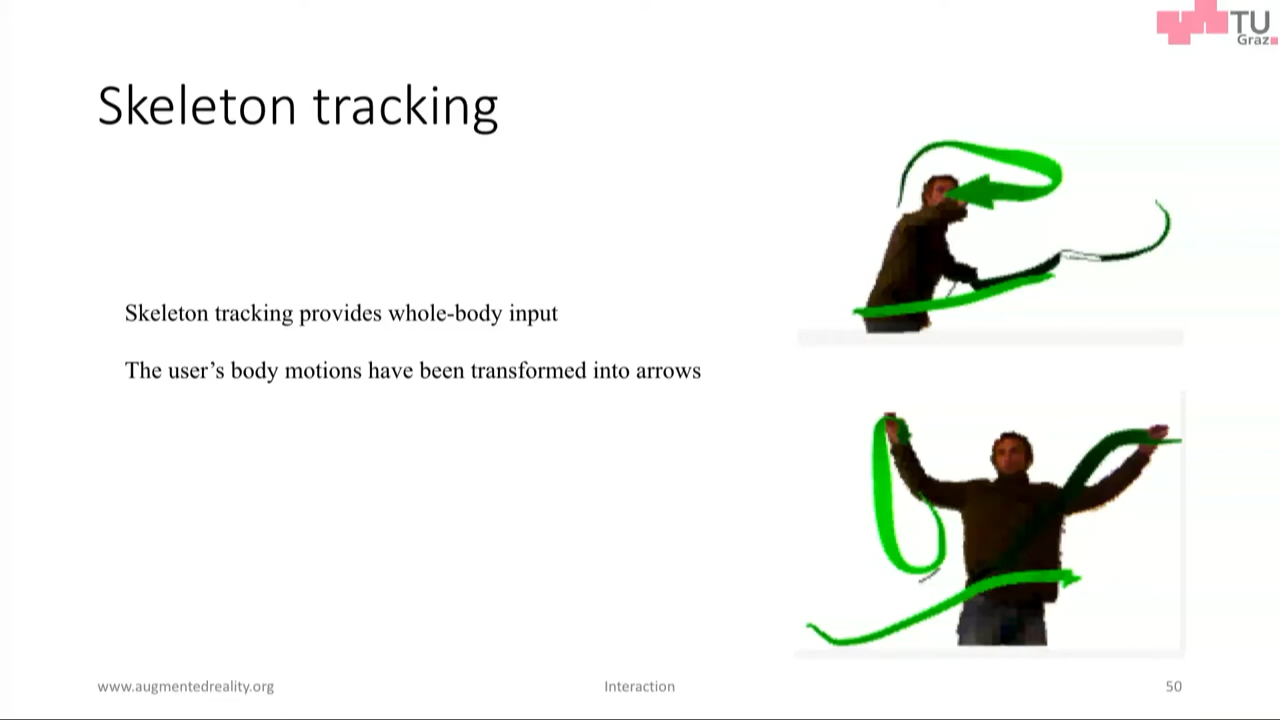 TU
Graz
Skeleton tracking
Skeleton tracking provides whole-body input
The user’s body motions have been transformed into arrows
www.augmentedreality.org
Interaction
50